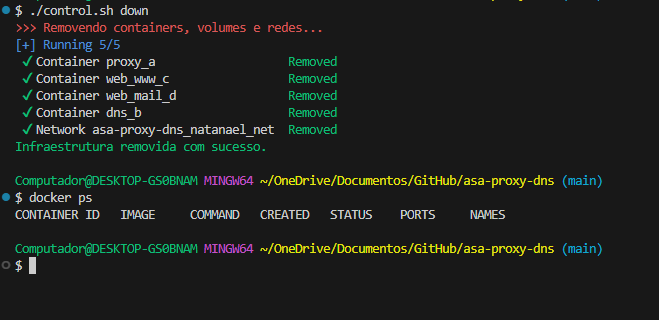 $ ./control.sh down
>>> Removendo containers, volumes e redes...
[+] Running 5/5
✔ Container proxy_a Removed
✔ Container web_www_c Removed
✔ Container web_mail_d Removed
✔ Container dns_b Removed
✔ Network asa-proxy-dns_natanael_net Removed
Infraestrutura removida com sucesso.
Computador@DESKTOP-GS0BNAM MINGW64 ~/OneDrive/Documentos/GitHub/asa-proxy-dns (main)
$ docker ps
CONTAINER ID IMAGE COMMAND CREATED STATUS PORTS NAMES
Computador@DESKTOP-GS0BNAM MINGW64 ~/OneDrive/Documentos/GitHub/asa-proxy-dns (main)
$